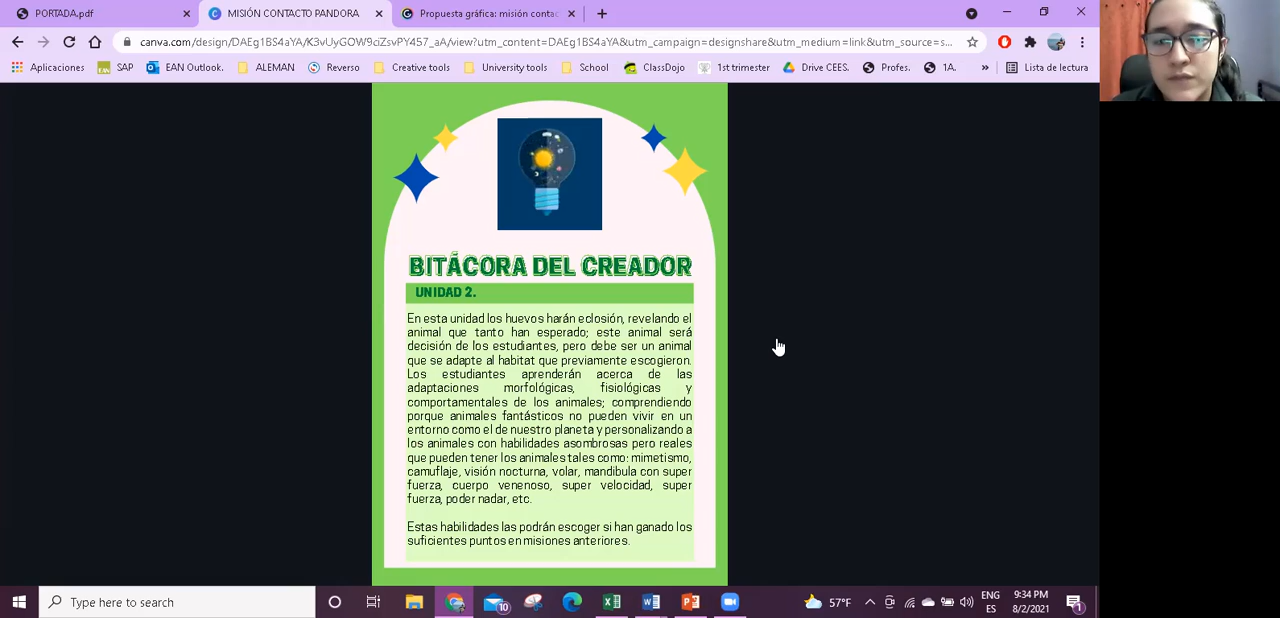 PORTADA.pdf
MISIÓN CONTACTO PANDORA
Propuesta gráfica: misión contac
canva.com/design/DAEg1BS4aYA/K3vUyGOW9ciZsvPY457_aA/view?utm_content=DAEg1BS4aYA&utm_campaign=designshare&utm_medium=link&utm_source=s...
Aplicaciones SAP EAN Outlook. ALEMAN Preverso Creative tools University tools School ClassDojo 1st trimester Drive CEES. Profes. 1A. » Lista de lectura
BITÁCORA DEL CREADOR
UNIDAD 2.
En esta unidad los huevos harán eclosión, revelando el
animal que tanto han esperado; este animal será
decisión de los estudiantes, pero debe ser un animal
que se adapte al habitat que previamente escogieron.
Los estudiantes aprenderán acerca de las
adaptaciones morfológicas, fisiológicas y
comportamentales de los animales; comprendiendo
porque animales fantásticos no pueden vivir en un
entorno como el de nuestro planeta y personalizando a
los animales con habilidades asombrosas pero reales
que pueden tener los animales tales como: mimetismo,
camuflaje, visión nocturna, volar, mandibula con super
fuerza, cuerpo venenoso, super velocidad, super
fuerza, poder nadar, etc.
Estas habilidades las podrán escoger si han ganado los
suficientes puntos en misiones anteriores.
Type here to search
10
57°F
ENG
ES
9:34 PM
8/2/2021
1